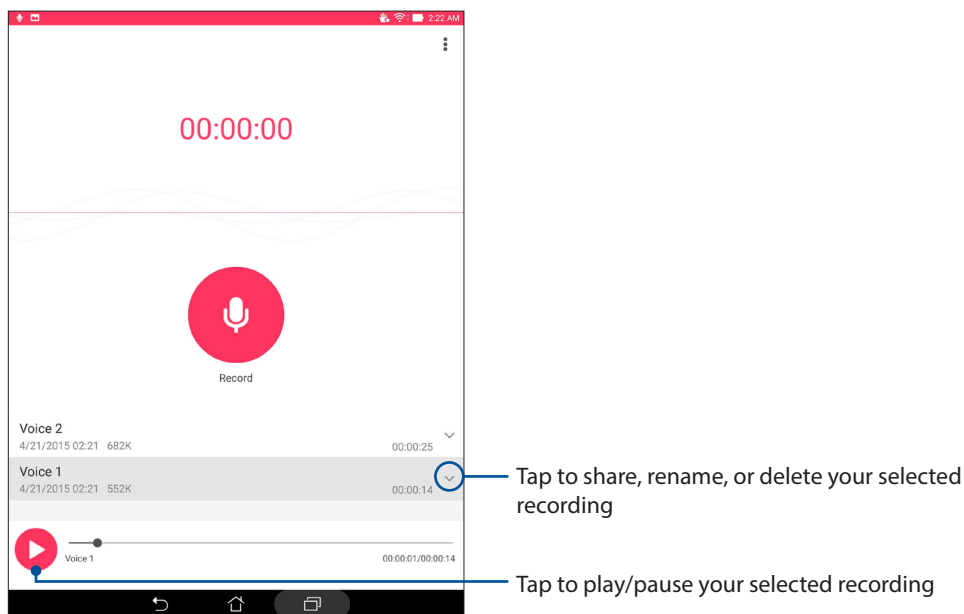 2:22 AM
00:00:00
Record
Voice 2
4/21/2015 02:21 682K 00:00:25
Voice 1
4/21/2015 02:21 552K 00:00:14
Tap to share, rename, or delete your selected
recording
Voice 1 00:00:01/00:00:14
Tap to play/pause your selected recording